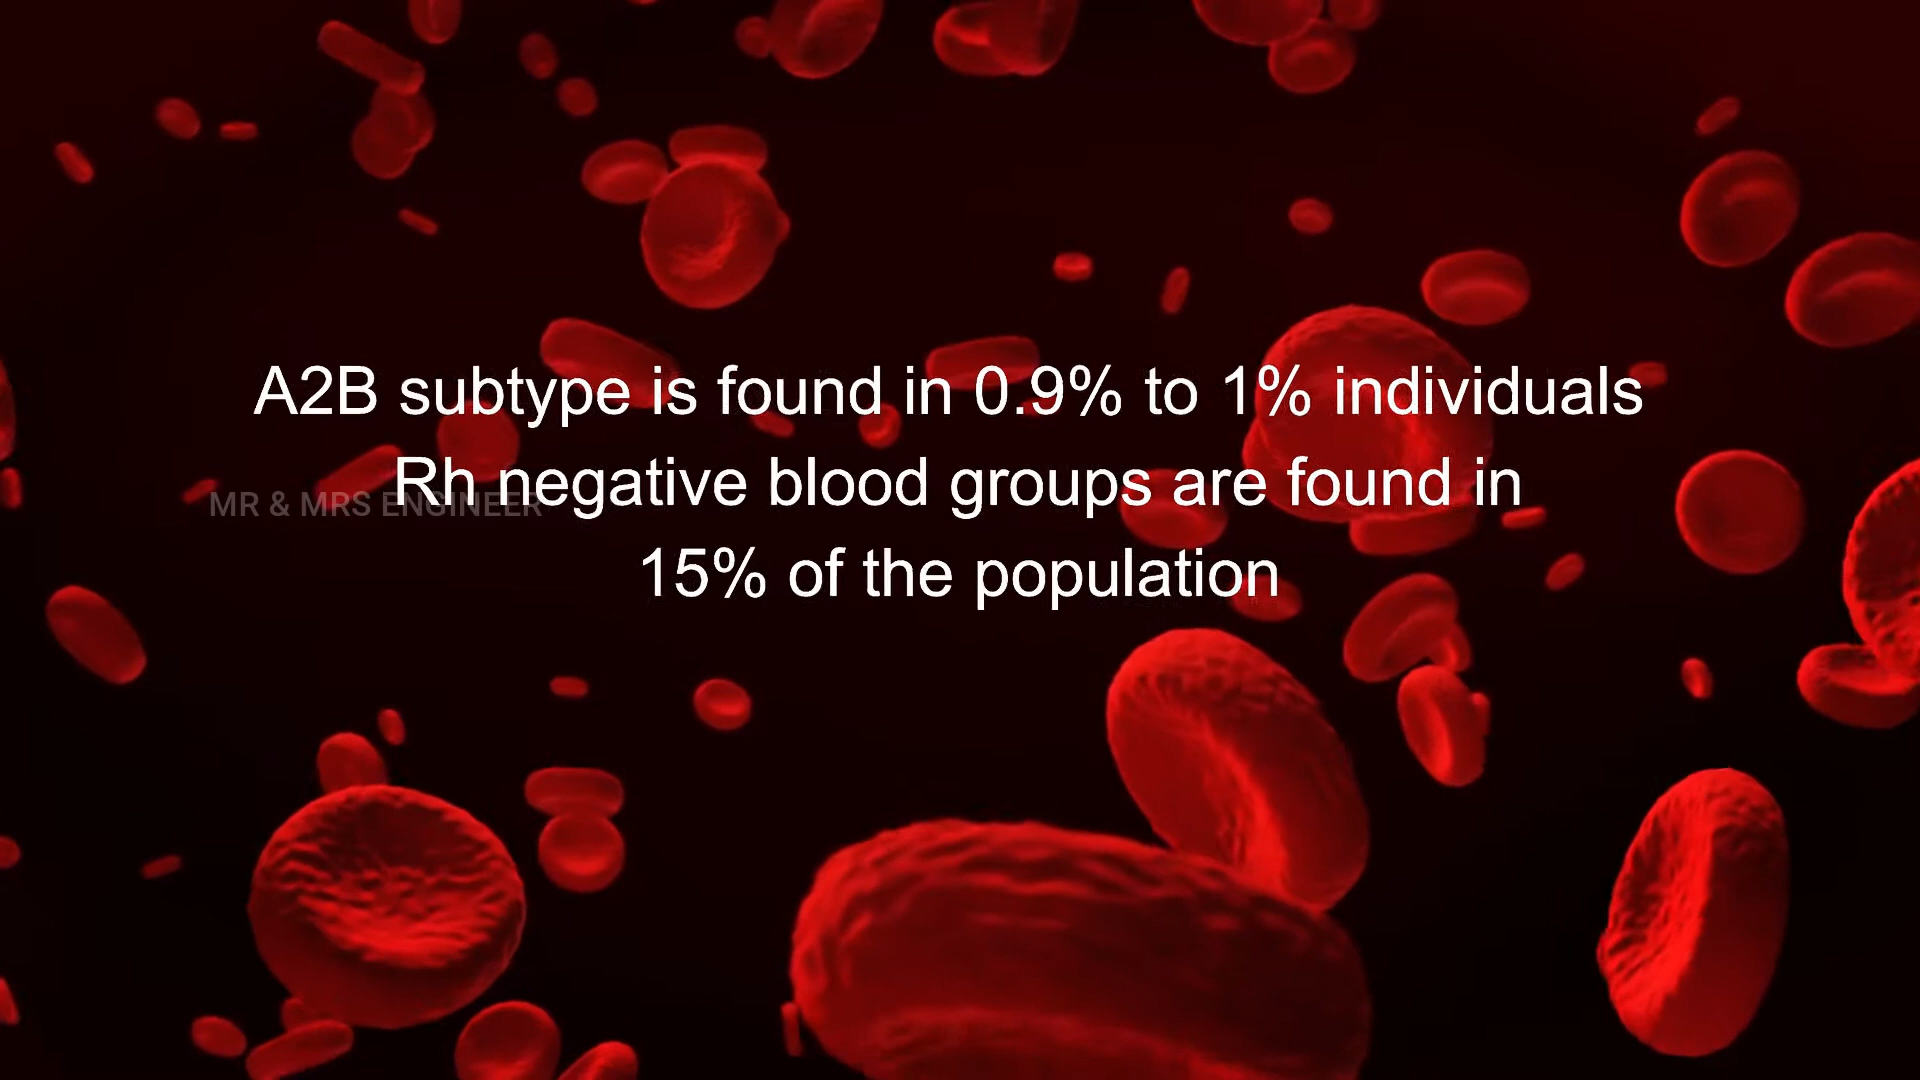 A2B subtype is found in 0.9% to 1% individuals
Rh negative blood groups are found in
MR & MRS ENGINEER
15% of the population